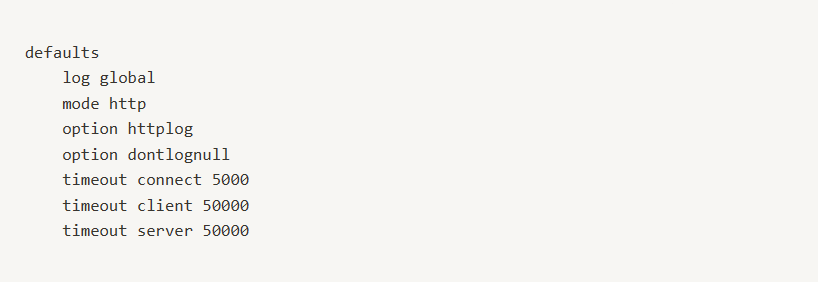 defaults
    log global
    mode http
    option httplog
    option dontlognull
    timeout connect 5000
    timeout client 50000
    timeout server 50000